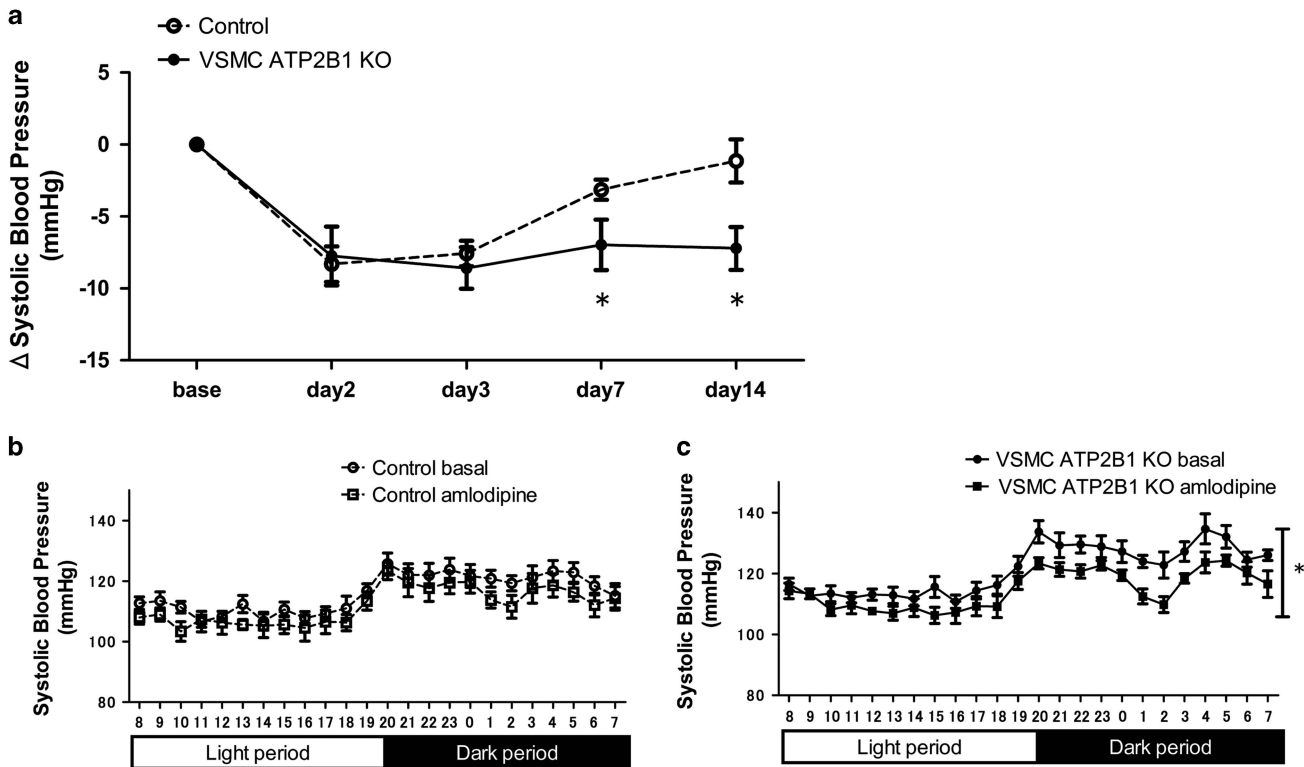 a
Control
VSMC ATP2B1 KO
Δ Systolic Blood Pressure
(mmHg)
5
0
-5
-10
-15
*
*
base day2 day3 day7 day14
b
Control basal
Control amlodipine
Systolic Blood Pressure
(mmHg)
140
120
100
80
8 9 10 11 12 13 14 15 16 17 18 19 20 21 22 23 0 1 2 3 4 5 6 7
Light period Dark period
c
VSMC ATP2B1 KO basal
VSMC ATP2B1 KO amlodipine
Systolic Blood Pressure
(mmHg)
140
120
100
80
*
8 9 10 11 12 13 14 15 16 17 18 19 20 21 22 23 0 1 2 3 4 5 6 7
Light period Dark period